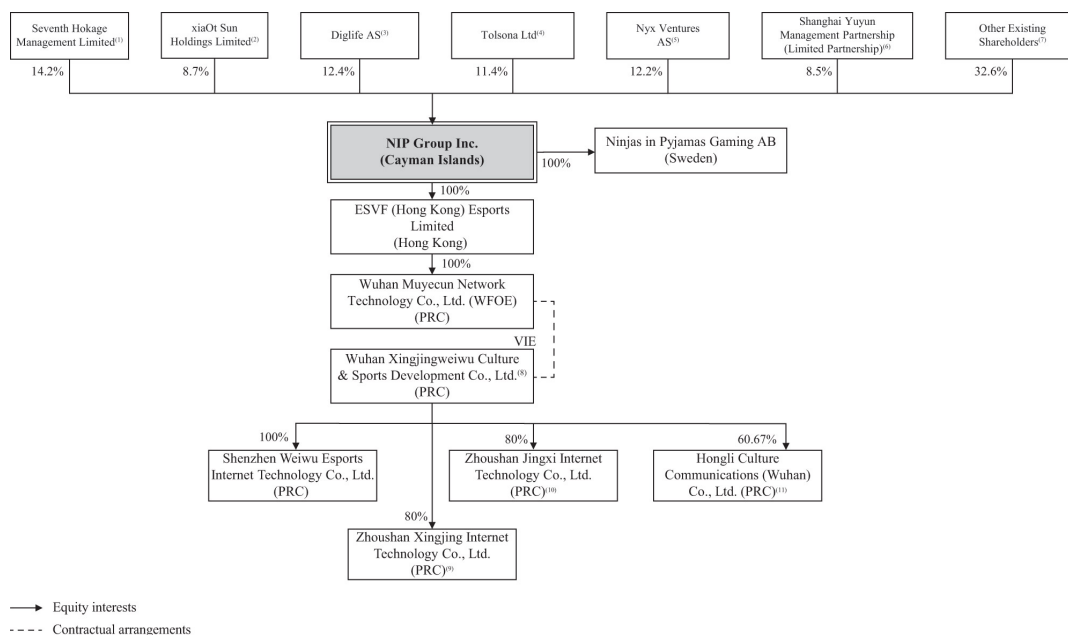 Seventh Hokage
Management Limited(1)
xiaOt Sun
Holdings Limited(2)
Diglife AS(3)
Tolsona Ltd(4)
Nyx Ventures
AS(5)
Shanghai Yuyun
Management Partnership
(Limited Partnership)(6)
Other Existing
Shareholders(7)
14.2%
8.7%
12.4%
11.4%
12.2%
8.5%
32.6%
NIP Group Inc.
(Cayman Islands)
100%
Ninjas in Pyjamas Gaming AB
(Sweden)
100%
ESVF (Hong Kong) Esports
Limited
(Hong Kong)
100%
Wuhan Muyecun Network
Technology Co., Ltd. (WFOE)
(PRC)
VIE
Wuhan Xingjingweiwu Culture
& Sports Development Co., Ltd.(8)
(PRC)
100%
Shenzhen Weiwu Esports
Internet Technology Co., Ltd.
(PRC)
80%
Zhoushan Jingxi Internet
Technology Co., Ltd.
(PRC)(10)
60.67%
Hongli Culture
Communications (Wuhan)
Co., Ltd. (PRC)(11)
80%
Zhoushan Xingjing Internet
Technology Co., Ltd.
(PRC)(9)
Equity interests
Contractual arrangements